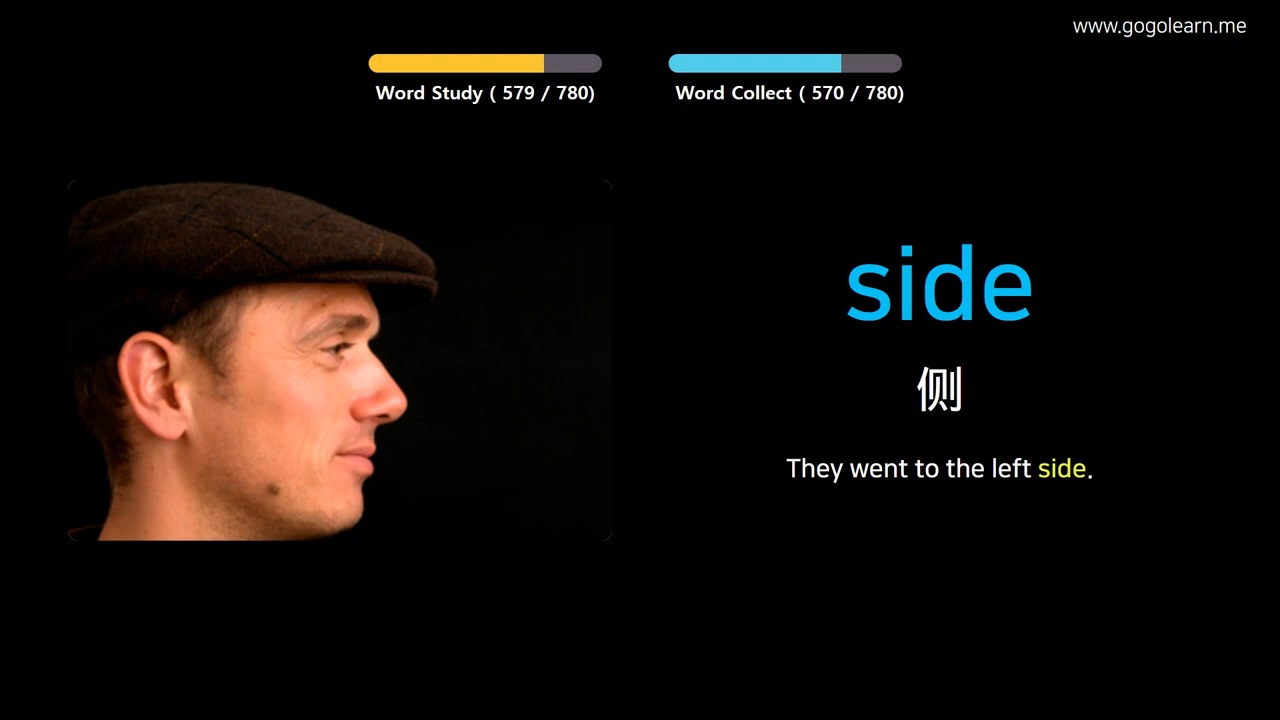 www.gogolearn.me
Word Study ( 579 / 780)
Word Collect ( 570 / 780)
side
侧
They went to the left side.